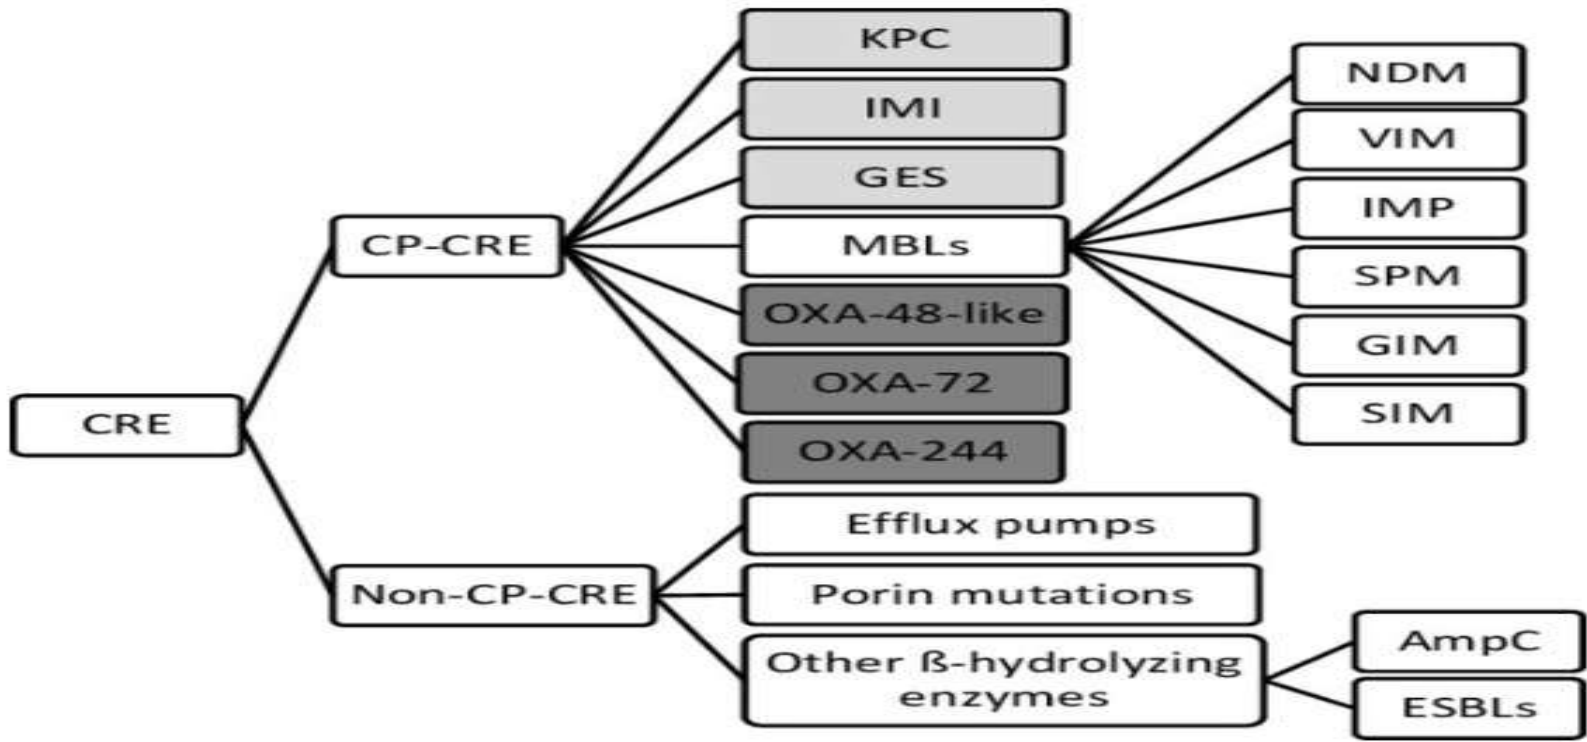 CRE
CP-CRE
KPC
IMI
GES
MBLs
NDM
VIM
IMP
SPM
GIM
SIM
OXA-48-like
OXA-72
OXA-244
Non-CP-CRE
Efflux pumps
Porin mutations
Other ß-hydrolyzing
enzymes
AmpC
ESBLs